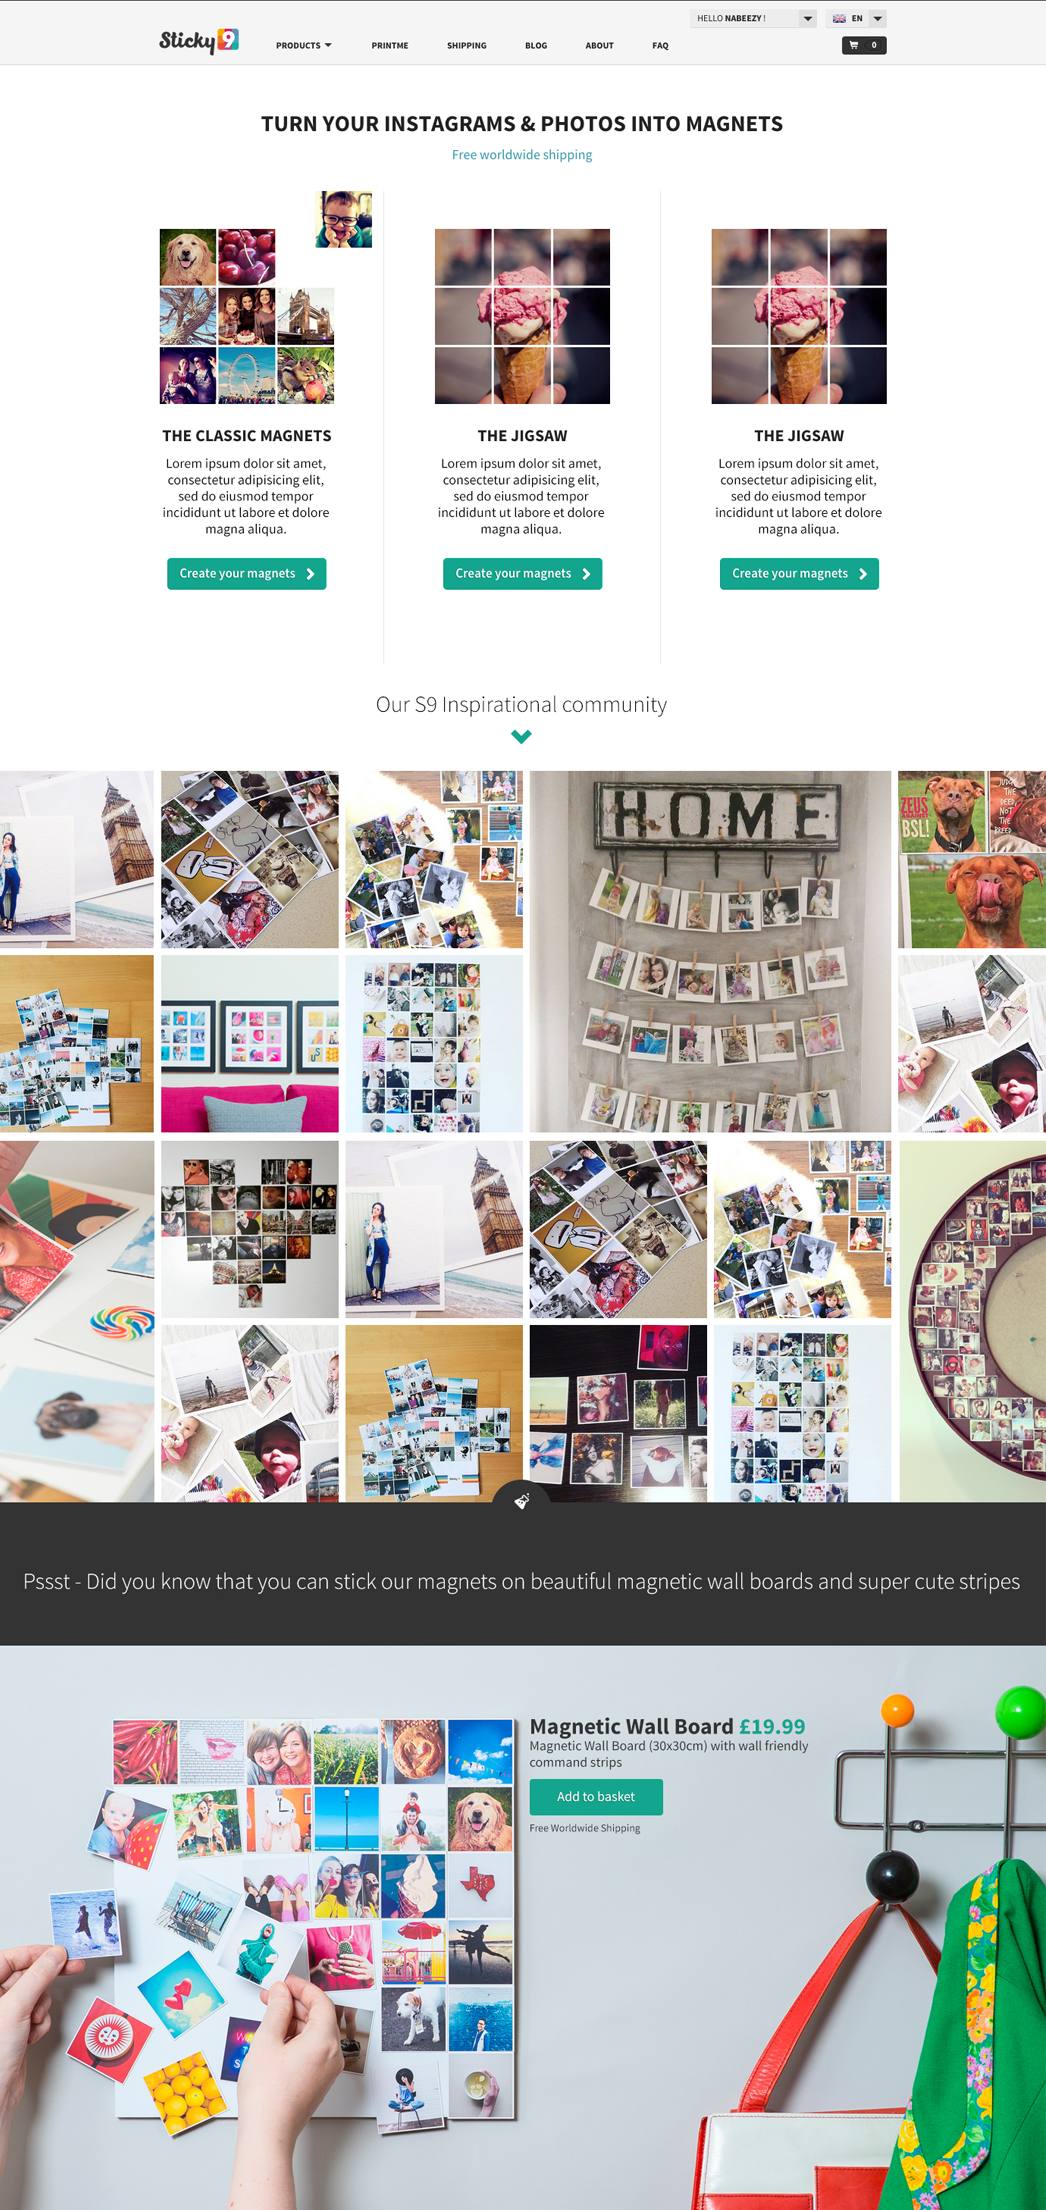 HELLO NABEEZY !
EN
Sticky9
PRODUCTS
PRINTME
SHIPPING
BLOG
ABOUT
FAQ
0
TURN YOUR INSTAGRAMS & PHOTOS INTO MAGNETS
Free worldwide shipping
THE CLASSIC MAGNETS
Lorem ipsum dolor sit amet,
consectetur adipisicing elit,
sed do eiusmod tempor
incididunt ut labore et dolore
magna aliqua.
Create your magnets
THE JIGSAW
Lorem ipsum dolor sit amet,
consectetur adipisicing elit,
sed do eiusmod tempor
incididunt ut labore et dolore
magna aliqua.
Create your magnets
THE JIGSAW
Lorem ipsum dolor sit amet,
consectetur adipisicing elit,
sed do eiusmod tempor
incididunt ut labore et dolore
magna aliqua.
Create your magnets
Our S9 Inspirational community
HOME
ZEUS
AGAINST
BSL!
THE
DEED,
NOT
THE
BREED
Pssst - Did you know that you can stick our magnets on beautiful magnetic wall boards and super cute stripes
Magnetic Wall Board £19.99
Magnetic Wall Board (30x30cm) with wall friendly
command strips
Add to basket
Free Worldwide Shipping